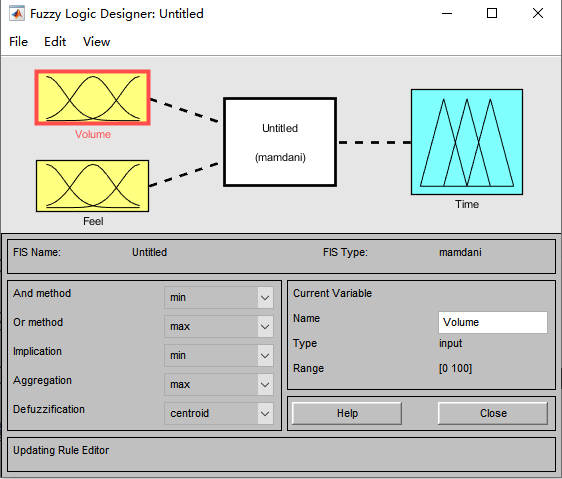 Fuzzy Logic Designer: Untitled
File Edit View
Volume
Feel
Untitled
(mamdani)
Time
FIS Name: Untitled FIS Type: mamdani
And method min
Or method max
Implication min
Aggregation max
Defuzzification centroid
Current Variable
Name Volume
Type input
Range [0 100]
Help Close
Updating Rule Editor